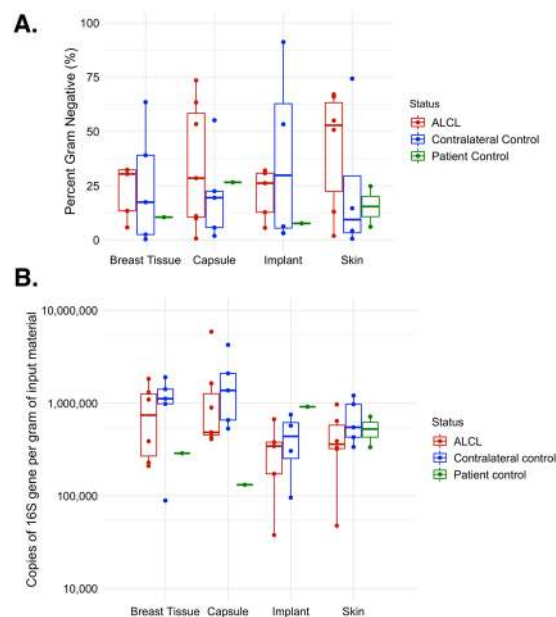 A.
Percent Gram Negative (%)
100
75
50
25
0
Breast Tissue
Capsule
Implant
Skin
Status
ALCL
Contralateral Control
Patient Control
B.
Copies of 16S gene per gram of input material
10,000,000
1,000,000
100,000
10,000
Breast Tissue
Capsule
Implant
Skin
Status
ALCL
Contralateral control
Patient control